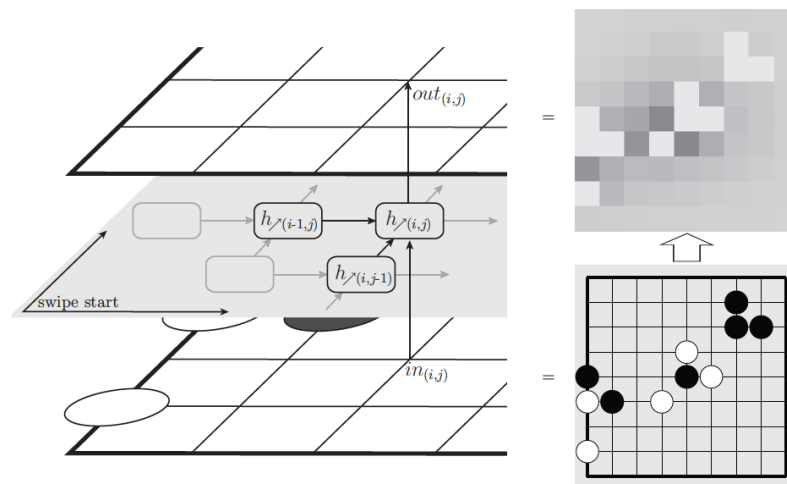 out(i,j)
=
h↗(i-1,j)
h↗(i,j)
h↗(i,j-1)
swipe start
in(i,j)
=